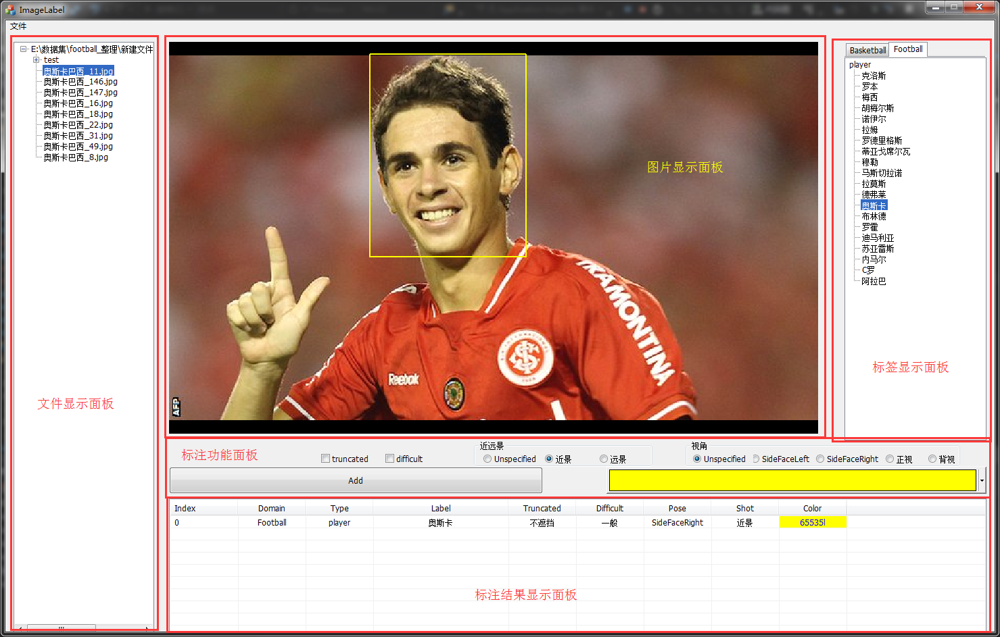 ImageLabel
文件
E:\数据集\football_整理\新建文件
test
奥斯卡巴西_11.jpg
奥斯卡巴西_146.jpg
奥斯卡巴西_147.jpg
奥斯卡巴西_16.jpg
奥斯卡巴西_18.jpg
奥斯卡巴西_22.jpg
奥斯卡巴西_31.jpg
奥斯卡巴西_49.jpg
奥斯卡巴西_8.jpg
文件显示面板
图片显示面板
TRAMONTINA
Reebok
AFP
Basketball Football
player
克洛斯
罗本
梅西
胡梅尔斯
诺伊尔
拉姆
罗德里格斯
蒂亚戈席尔瓦
穆勒
马斯切拉诺
拉莫斯
德弗莱
奥斯卡
布林德
罗霍
迪马利亚
苏亚雷斯
内马尔
C罗
阿拉巴
标签显示面板
标注功能面板
truncated difficult
近远景
Unspecified 近景 远景
视角
Unspecified SideFaceLeft SideFaceRight 正视 背视
Add
Index Domain Type Label Truncated Difficult Pose Shot Color
0 Football player 奥斯卡 不遮挡 一般 SideFaceRight 近景 65535l
标注结果显示面板